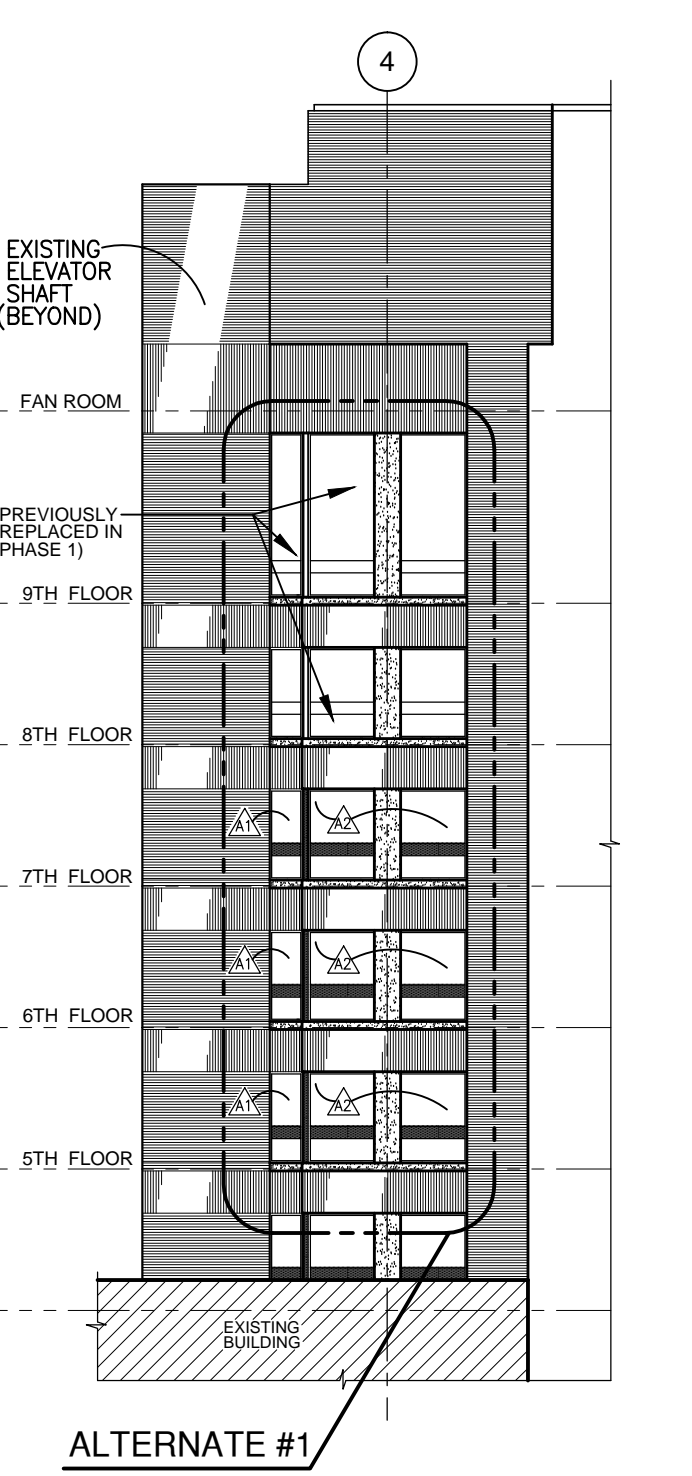 4
EXISTING
ELEVATOR
SHAFT
(BEYOND)
FAN ROOM
PREVIOUSLY
REPLACED IN
PHASE 1)
9TH FLOOR
8TH FLOOR
A1 A2
7TH FLOOR
A1 A2
6TH FLOOR
A1 A2
5TH FLOOR
EXISTING
BUILDING
ALTERNATE #1